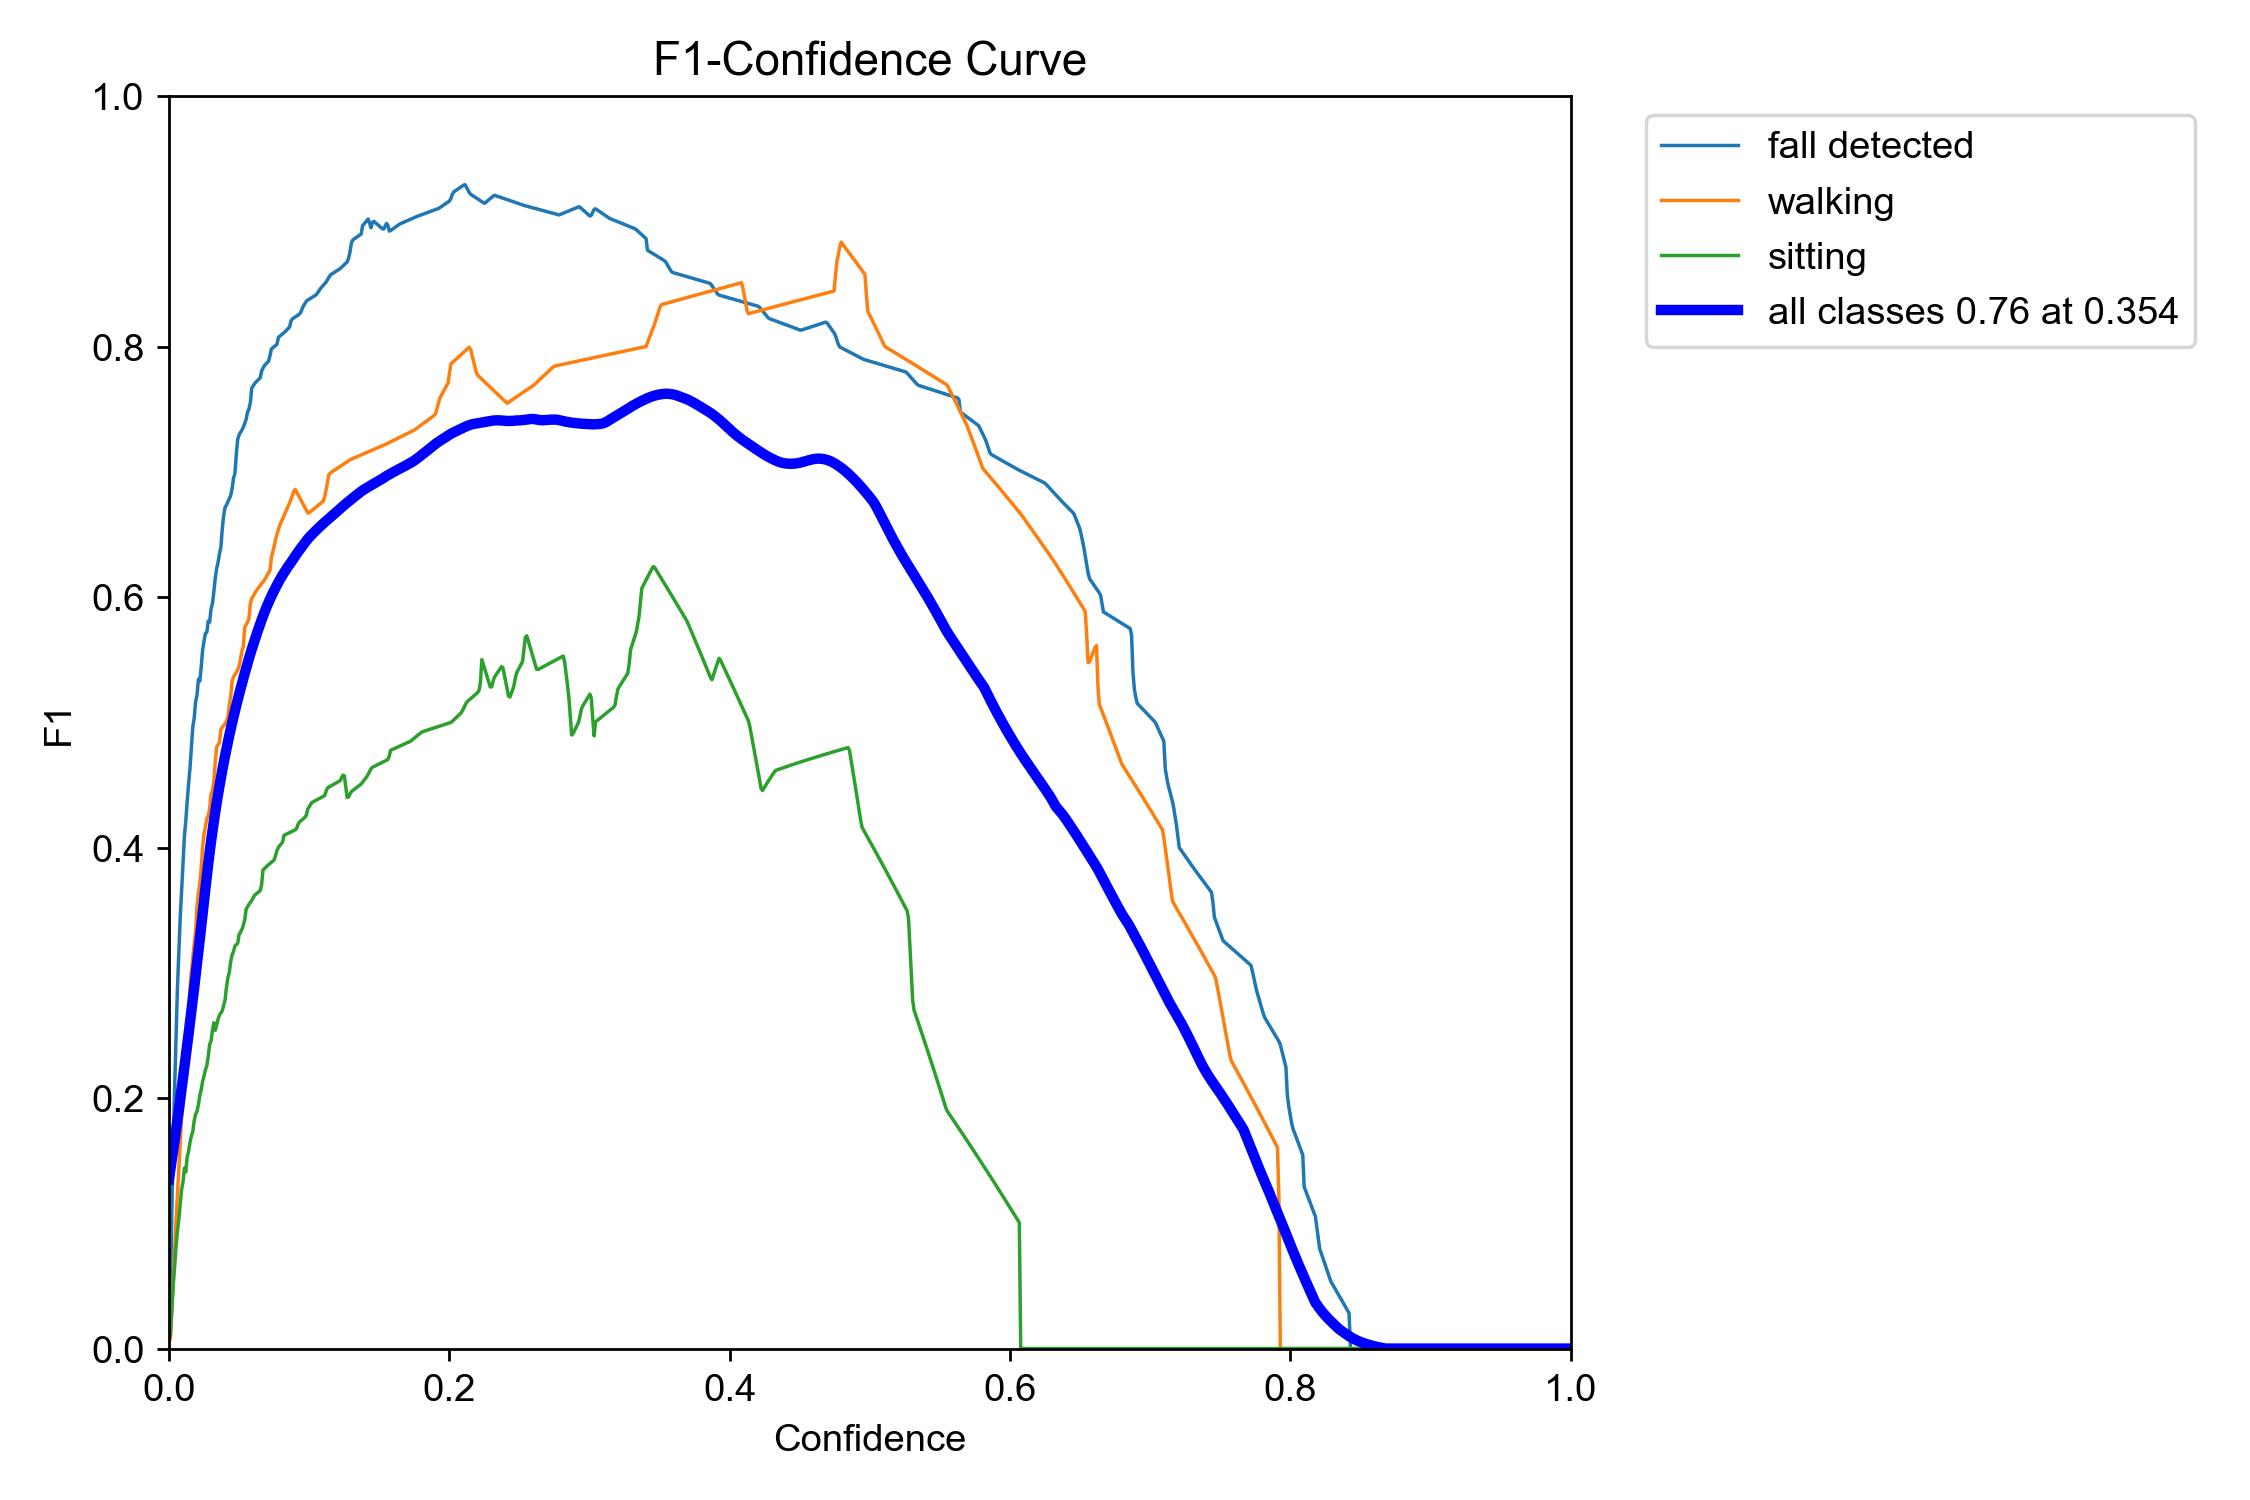 F1-Confidence Curve
1.0
0.8
0.6
0.4
0.2
0.0
F1
0.0 0.2 0.4 0.6 0.8 1.0
Confidence
fall detected
walking
sitting
all classes 0.76 at 0.354